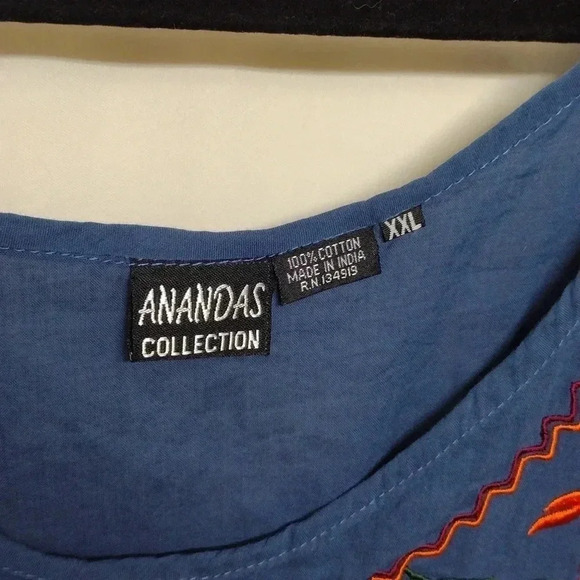 ANANDAS
COLLECTION
100% COTTON
MADE IN INDIA
R.N.134919
XXL